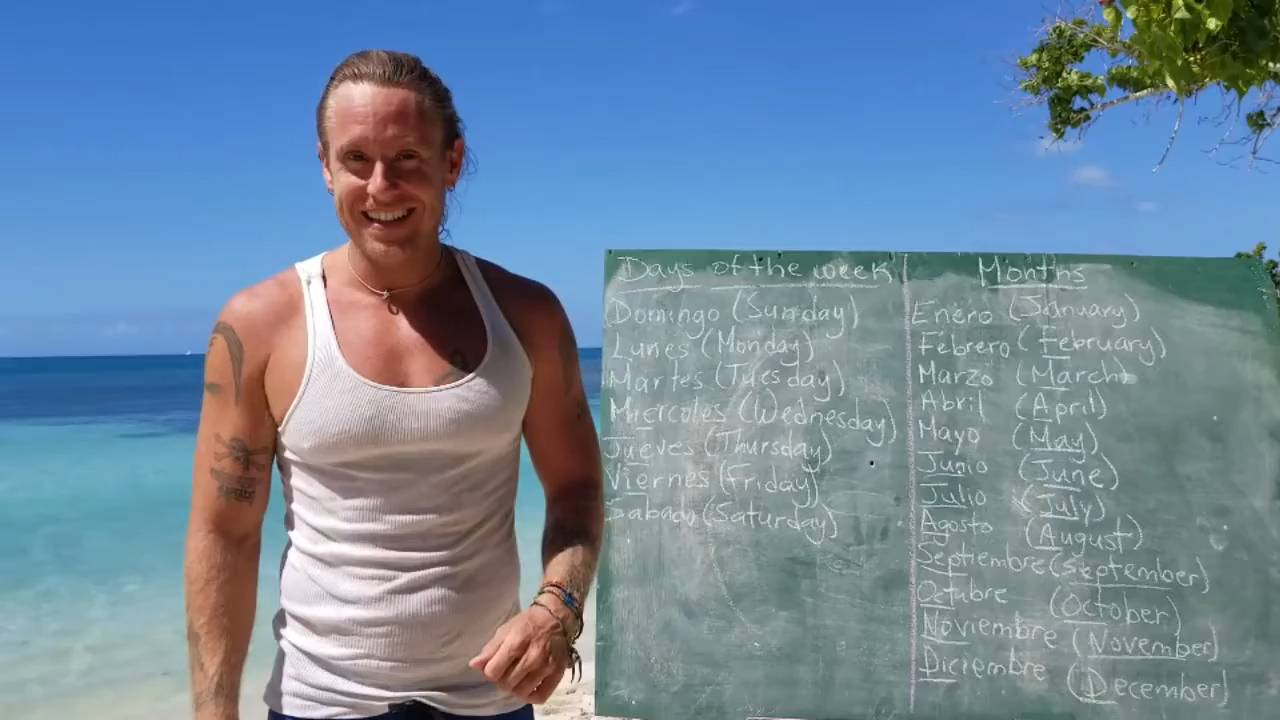 Days of the week
Domingo (Sunday)
Lunes (Monday)
Martes (Tuesday)
Miercoles (Wednesday)
Jueves (Thursday)
Viernes (Friday)
Sabado (Saturday)
Months
Enero (January)
Febrero (February)
Marzo (March)
Abril (April)
Mayo (May)
Junio (June)
Julio (July)
Agosto (August)
Septiembre (September)
Octubre (October)
Noviembre (November)
Diciembre (December)